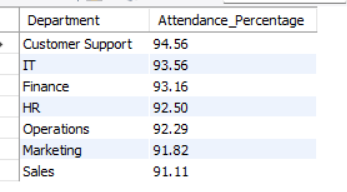 Department Attendance_Percentage
Customer Support 94.56
IT 93.56
Finance 93.16
HR 92.50
Operations 92.29
Marketing 91.82
Sales 91.11